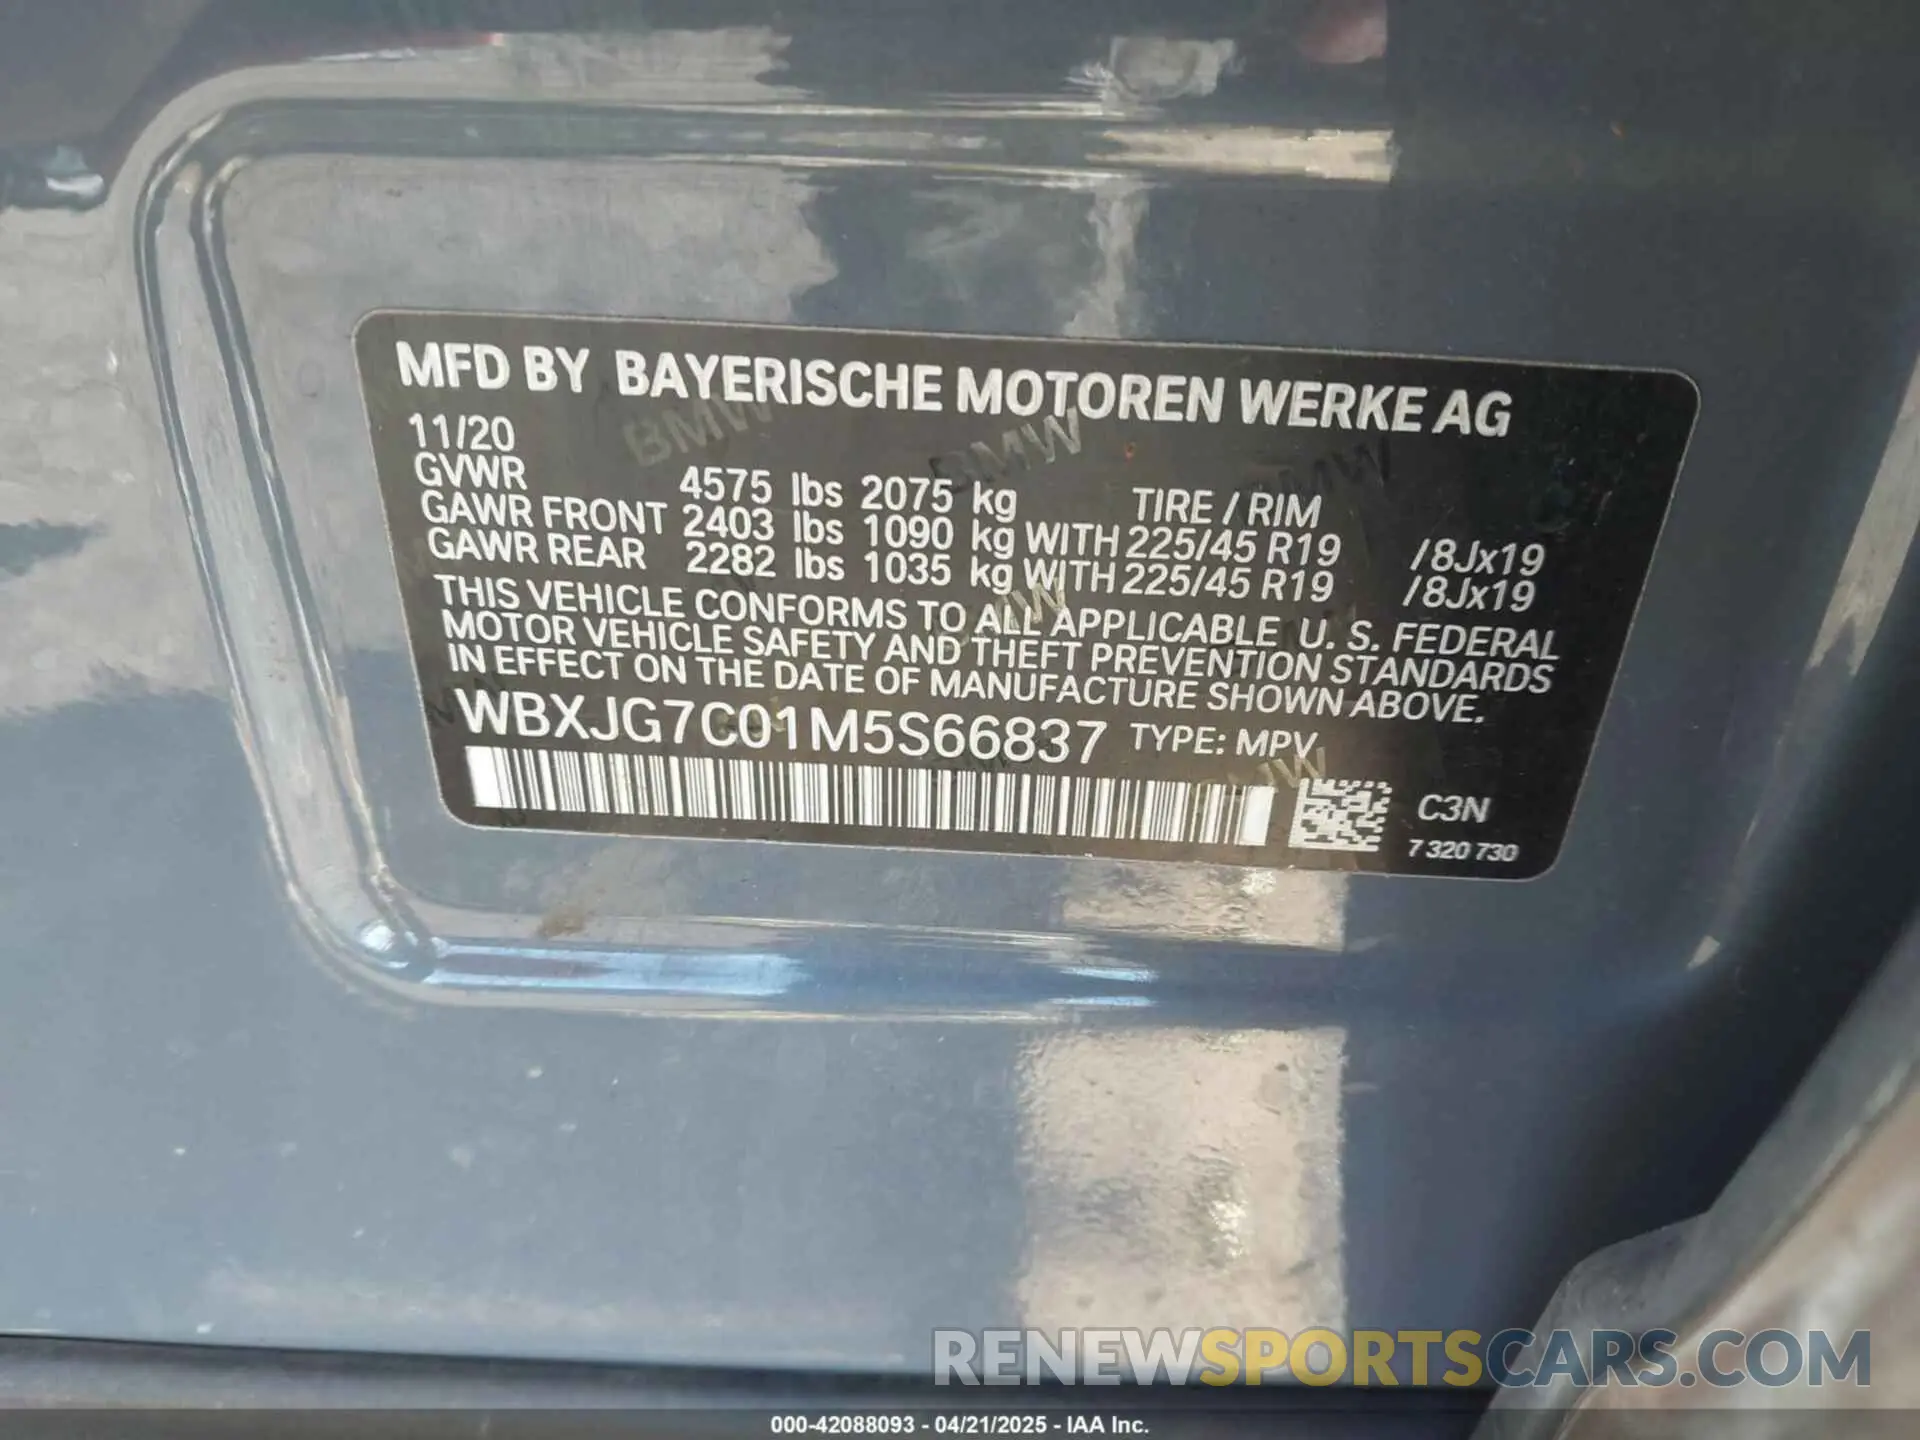 MFD BY BAYERISCHE MOTOREN WERKE AG
11/20
GVWR 4575 lbs 2075 kg TIRE / RIM
GAWR FRONT 2403 lbs 1090 kg WITH 225/45 R19 /8Jx19
GAWR REAR 2282 lbs 1035 kg WITH 225/45 R19 /8Jx19
THIS VEHICLE CONFORMS TO ALL APPLICABLE U. S. FEDERAL
MOTOR VEHICLE SAFETY AND THEFT PREVENTION STANDARDS
IN EFFECT ON THE DATE OF MANUFACTURE SHOWN ABOVE.
WBXJG7C01M5S66837 TYPE: MPV
C3N
7 320 730
RENEWSPORTSCARS.COM
000-42088093 - 04/21/2025 - IAA Inc.